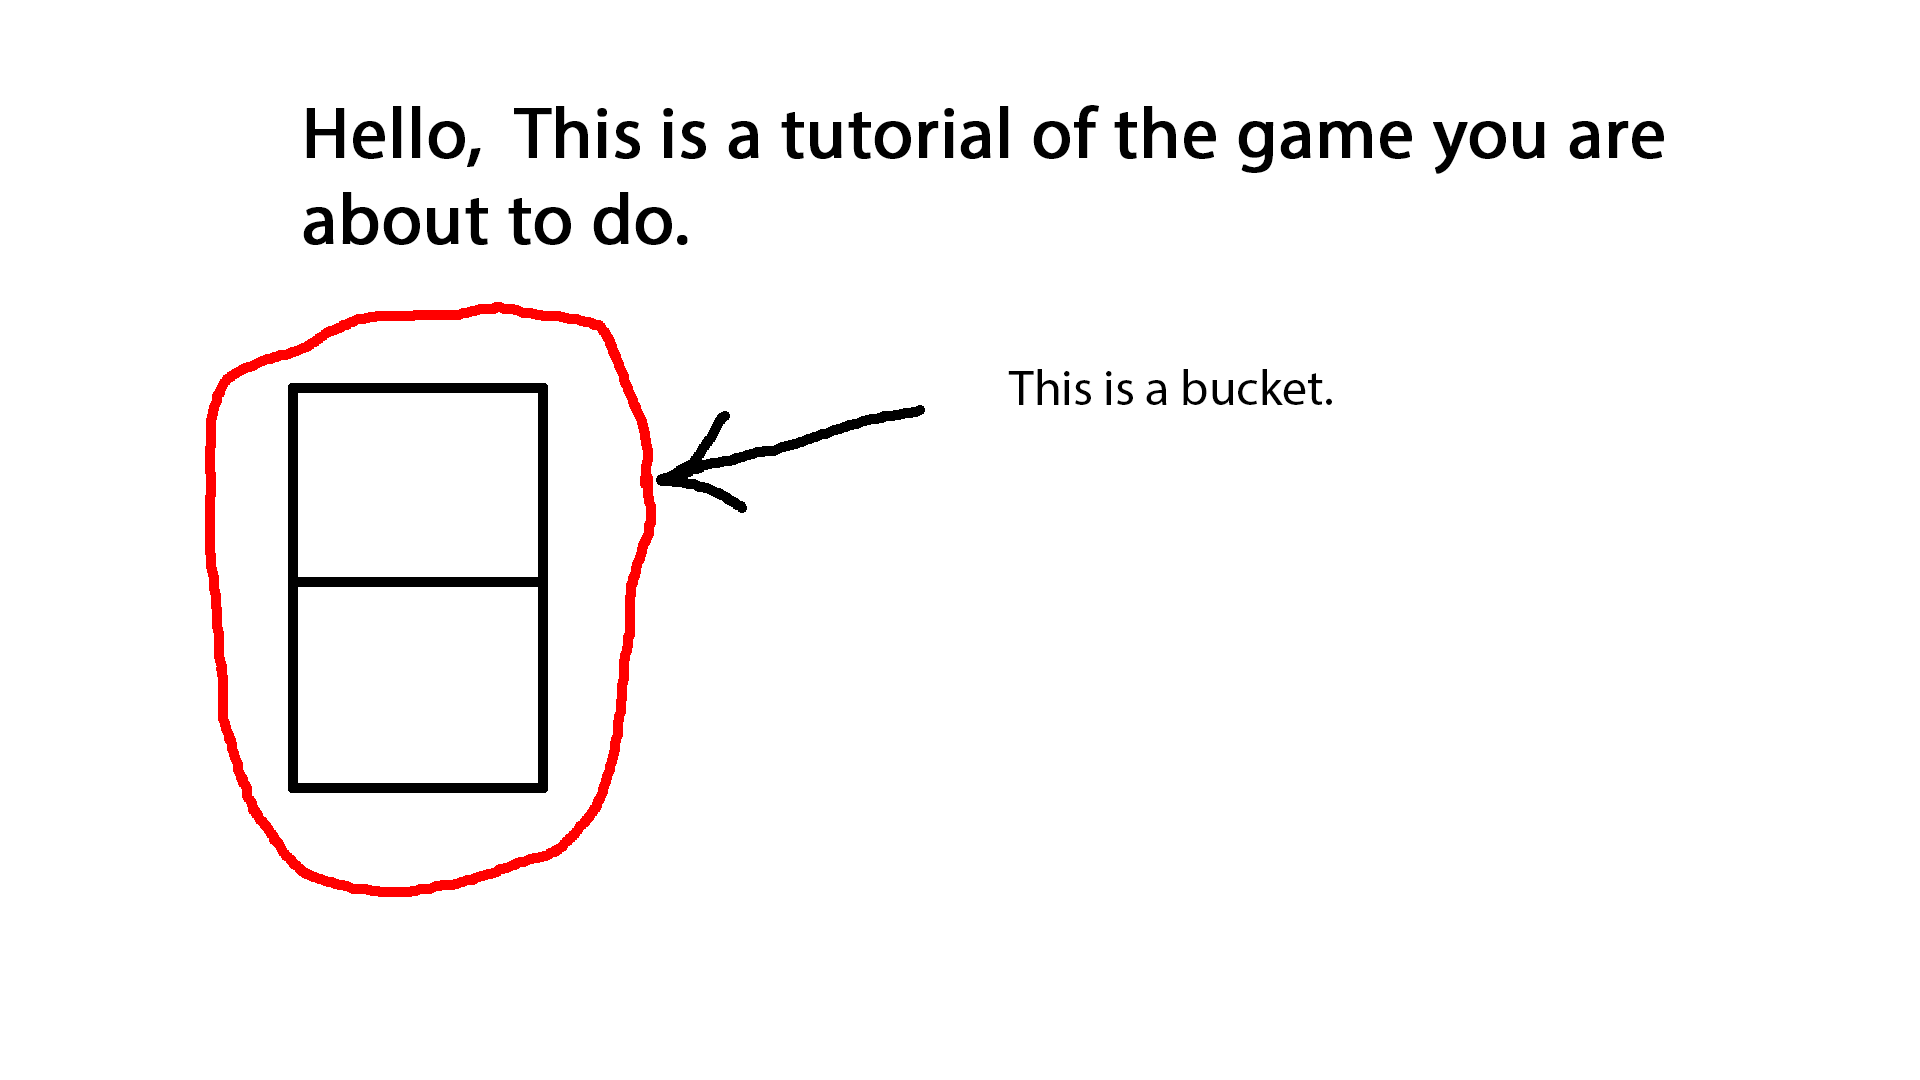 Hello,  This is a tutorial of the game you are
about to do.
This is a bucket.